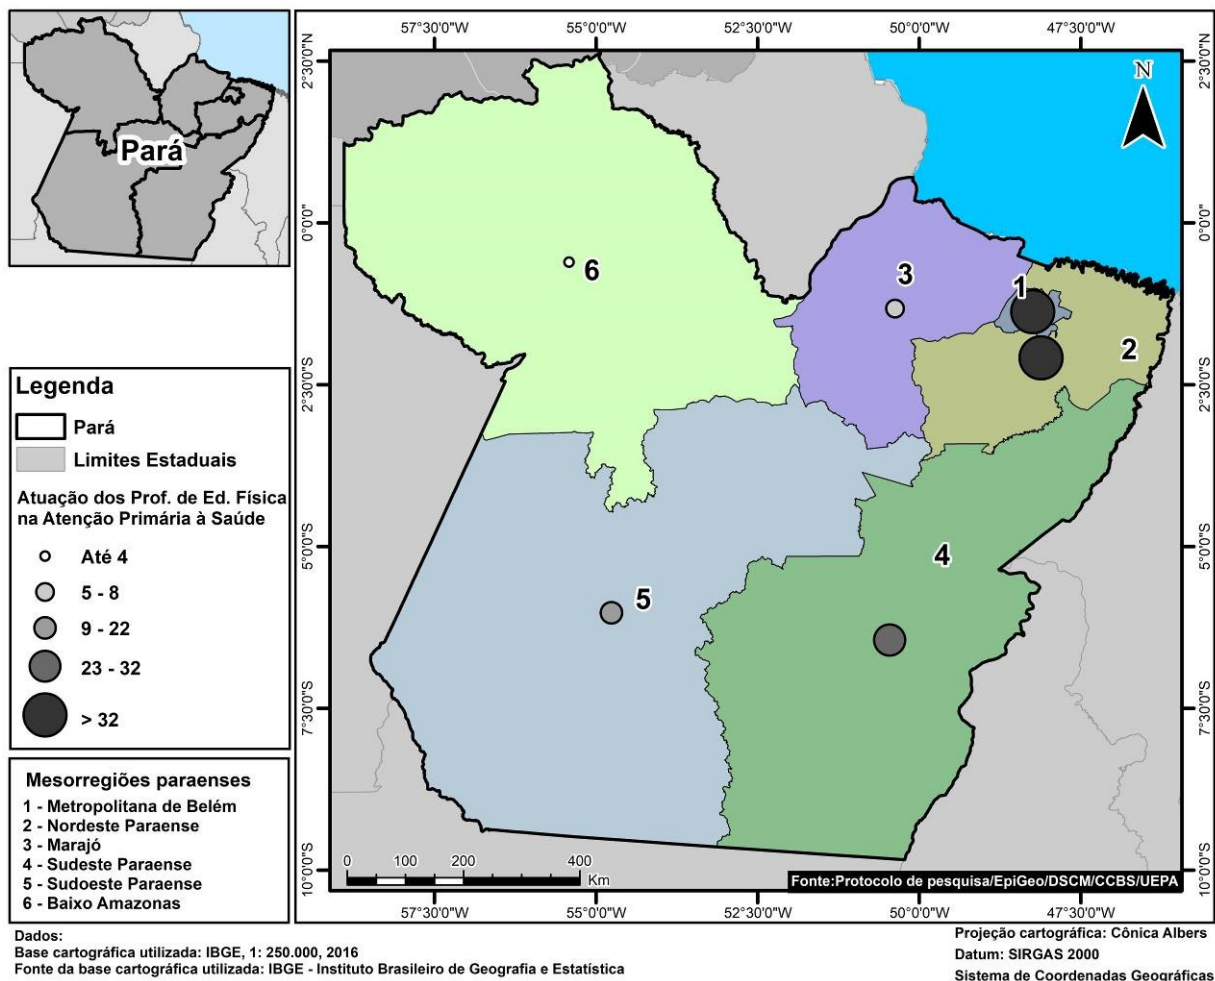 Pará
57°30'0"W
55°0'0"W
52°30'0"W
50°0'0"W
47°30'0"W
2°30'0"N
0°0'0"
2°30'0"S
5°0'0"S
7°30'0"S
10°0'0"S
2°30'0"N
0°0'0"
2°30'0"S
5°0'0"S
7°30'0"S
10°0'0"S
N
6
3
1
2
4
5
0 100 200 400
Km
Fonte:Protocolo de pesquisa/EpiGeo/DSCM/CCBS/UEPA
57°30'0"W
55°0'0"W
52°30'0"W
50°0'0"W
47°30'0"W
Legenda
Pará
Limites Estaduais
Atuação dos Prof. de Ed. Física
na Atenção Primária à Saúde
Até 4
5 - 8
9 - 22
23 - 32
> 32
Mesorregiões paraenses
1 - Metropolitana de Belém
2 - Nordeste Paraense
3 - Marajó
4 - Sudeste Paraense
5 - Sudoeste Paraense
6 - Baixo Amazonas
Dados:
Base cartográfica utilizada: IBGE, 1: 250.000, 2016
Fonte da base cartográfica utilizada: IBGE - Instituto Brasileiro de Geografia e Estatística
Projeção cartográfica: Cônica Albers
Datum: SIRGAS 2000
Sistema de Coordenadas Geográficas